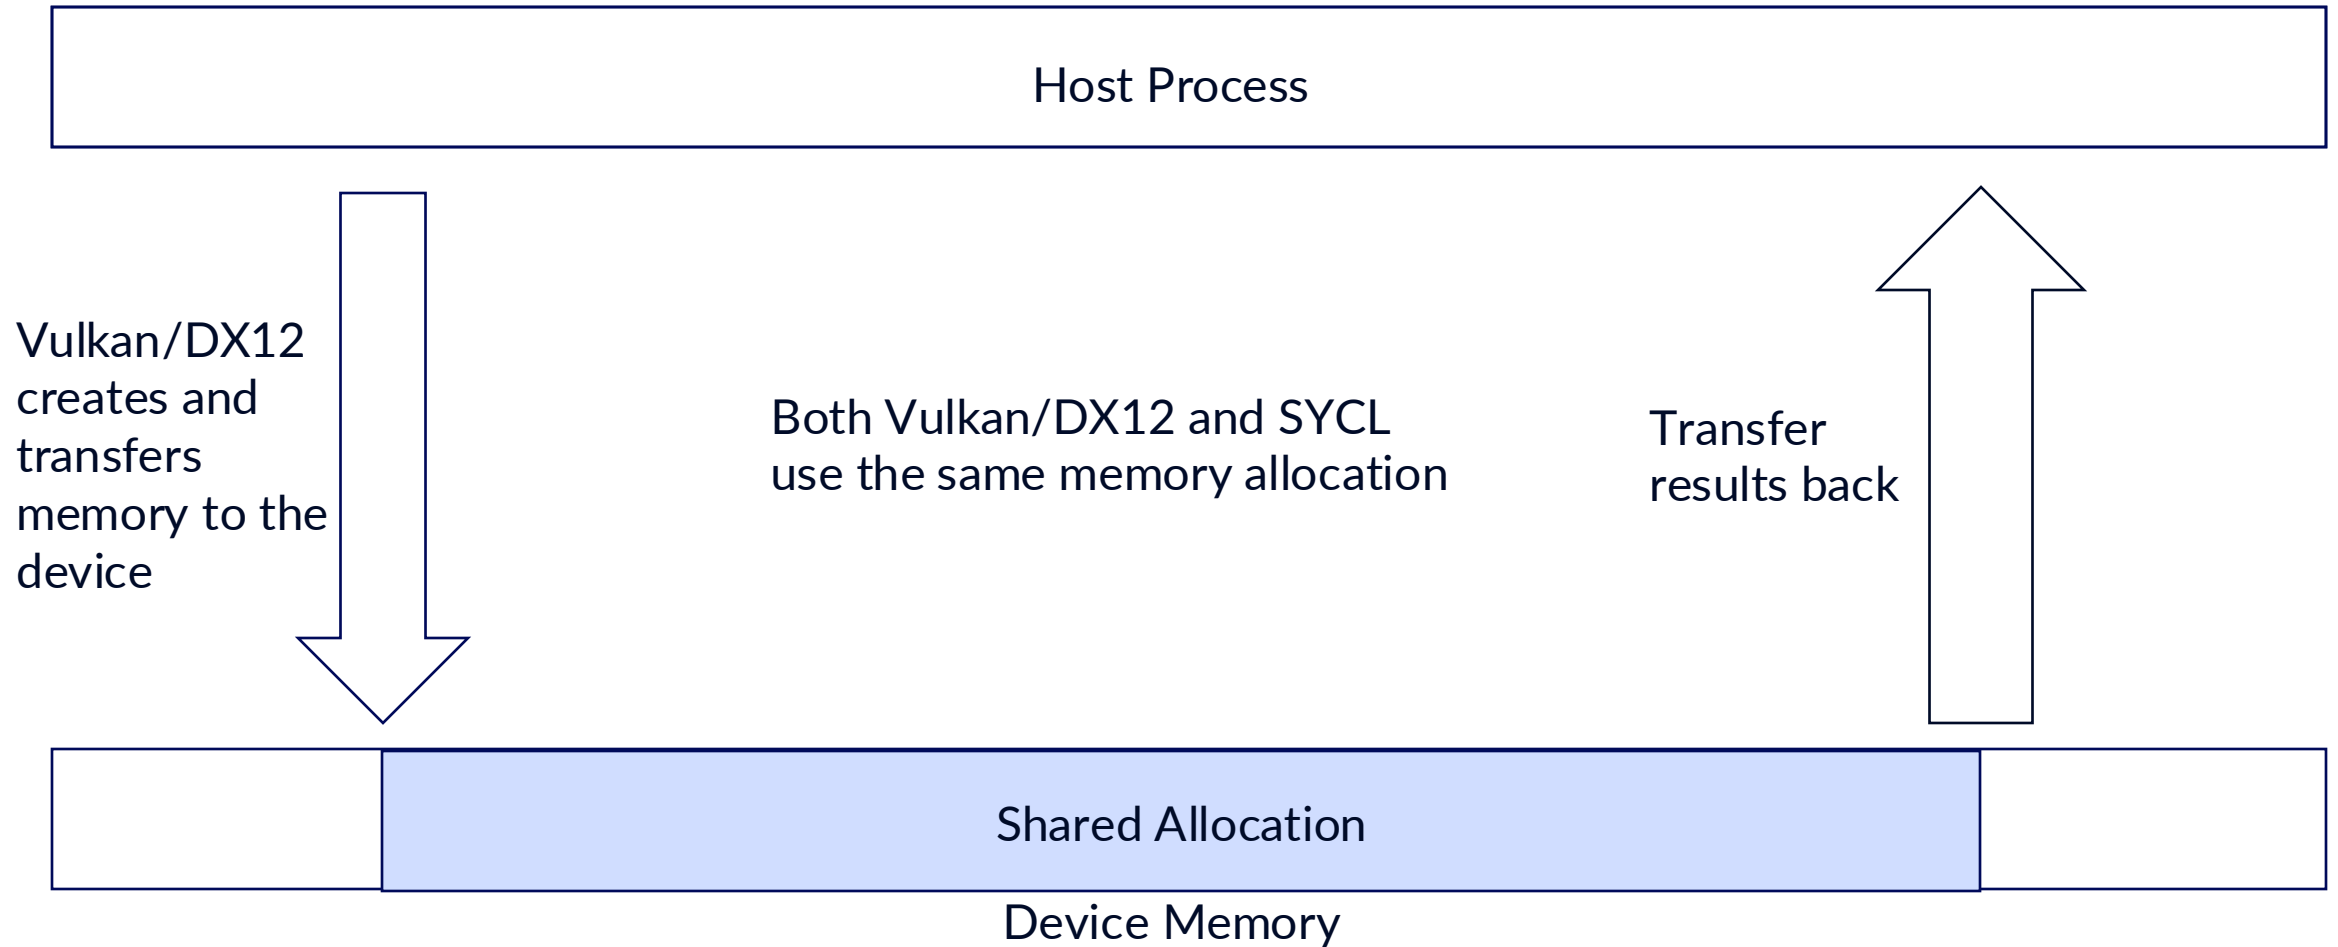 Host Process
Vulkan/DX12
creates and
transfers
memory to the
device
Both Vulkan/DX12 and SYCL
use the same memory allocation
Transfer
results back
Shared Allocation
Device Memory